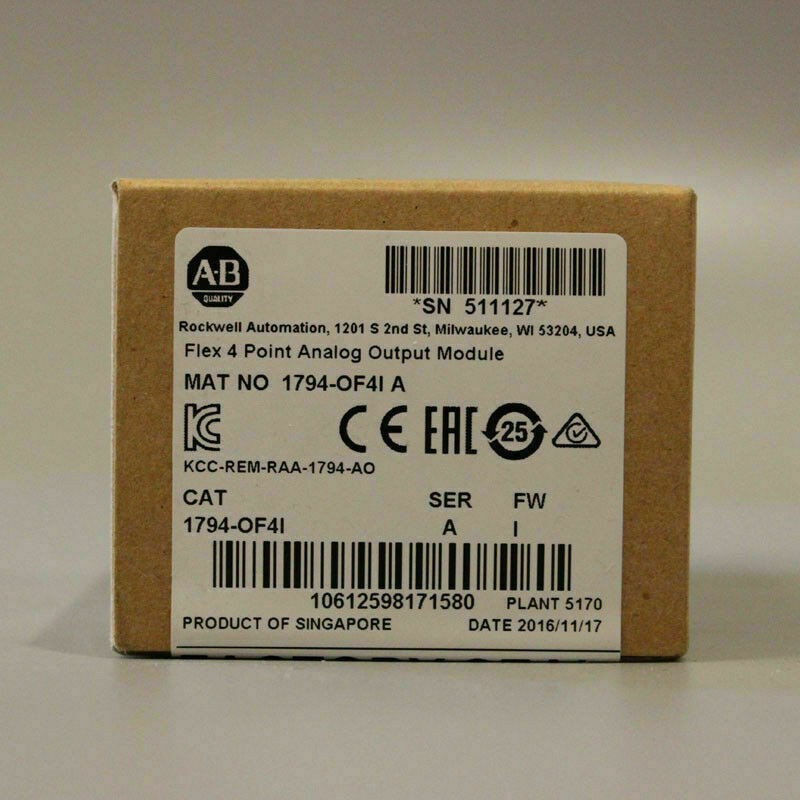 A-B
QUALITY
*SN 511127*
Rockwell Automation, 1201 S 2nd St, Milwaukee, WI 53204, USA
Flex 4 Point Analog Output Module
MAT NO 1794-OF4I A
KC
CE EAC 25
KCC-REM-RAA-1794-AO
CAT SER FW
1794-OF4I A I
10612598171580 PLANT 5170
PRODUCT OF SINGAPORE DATE 2016/11/17